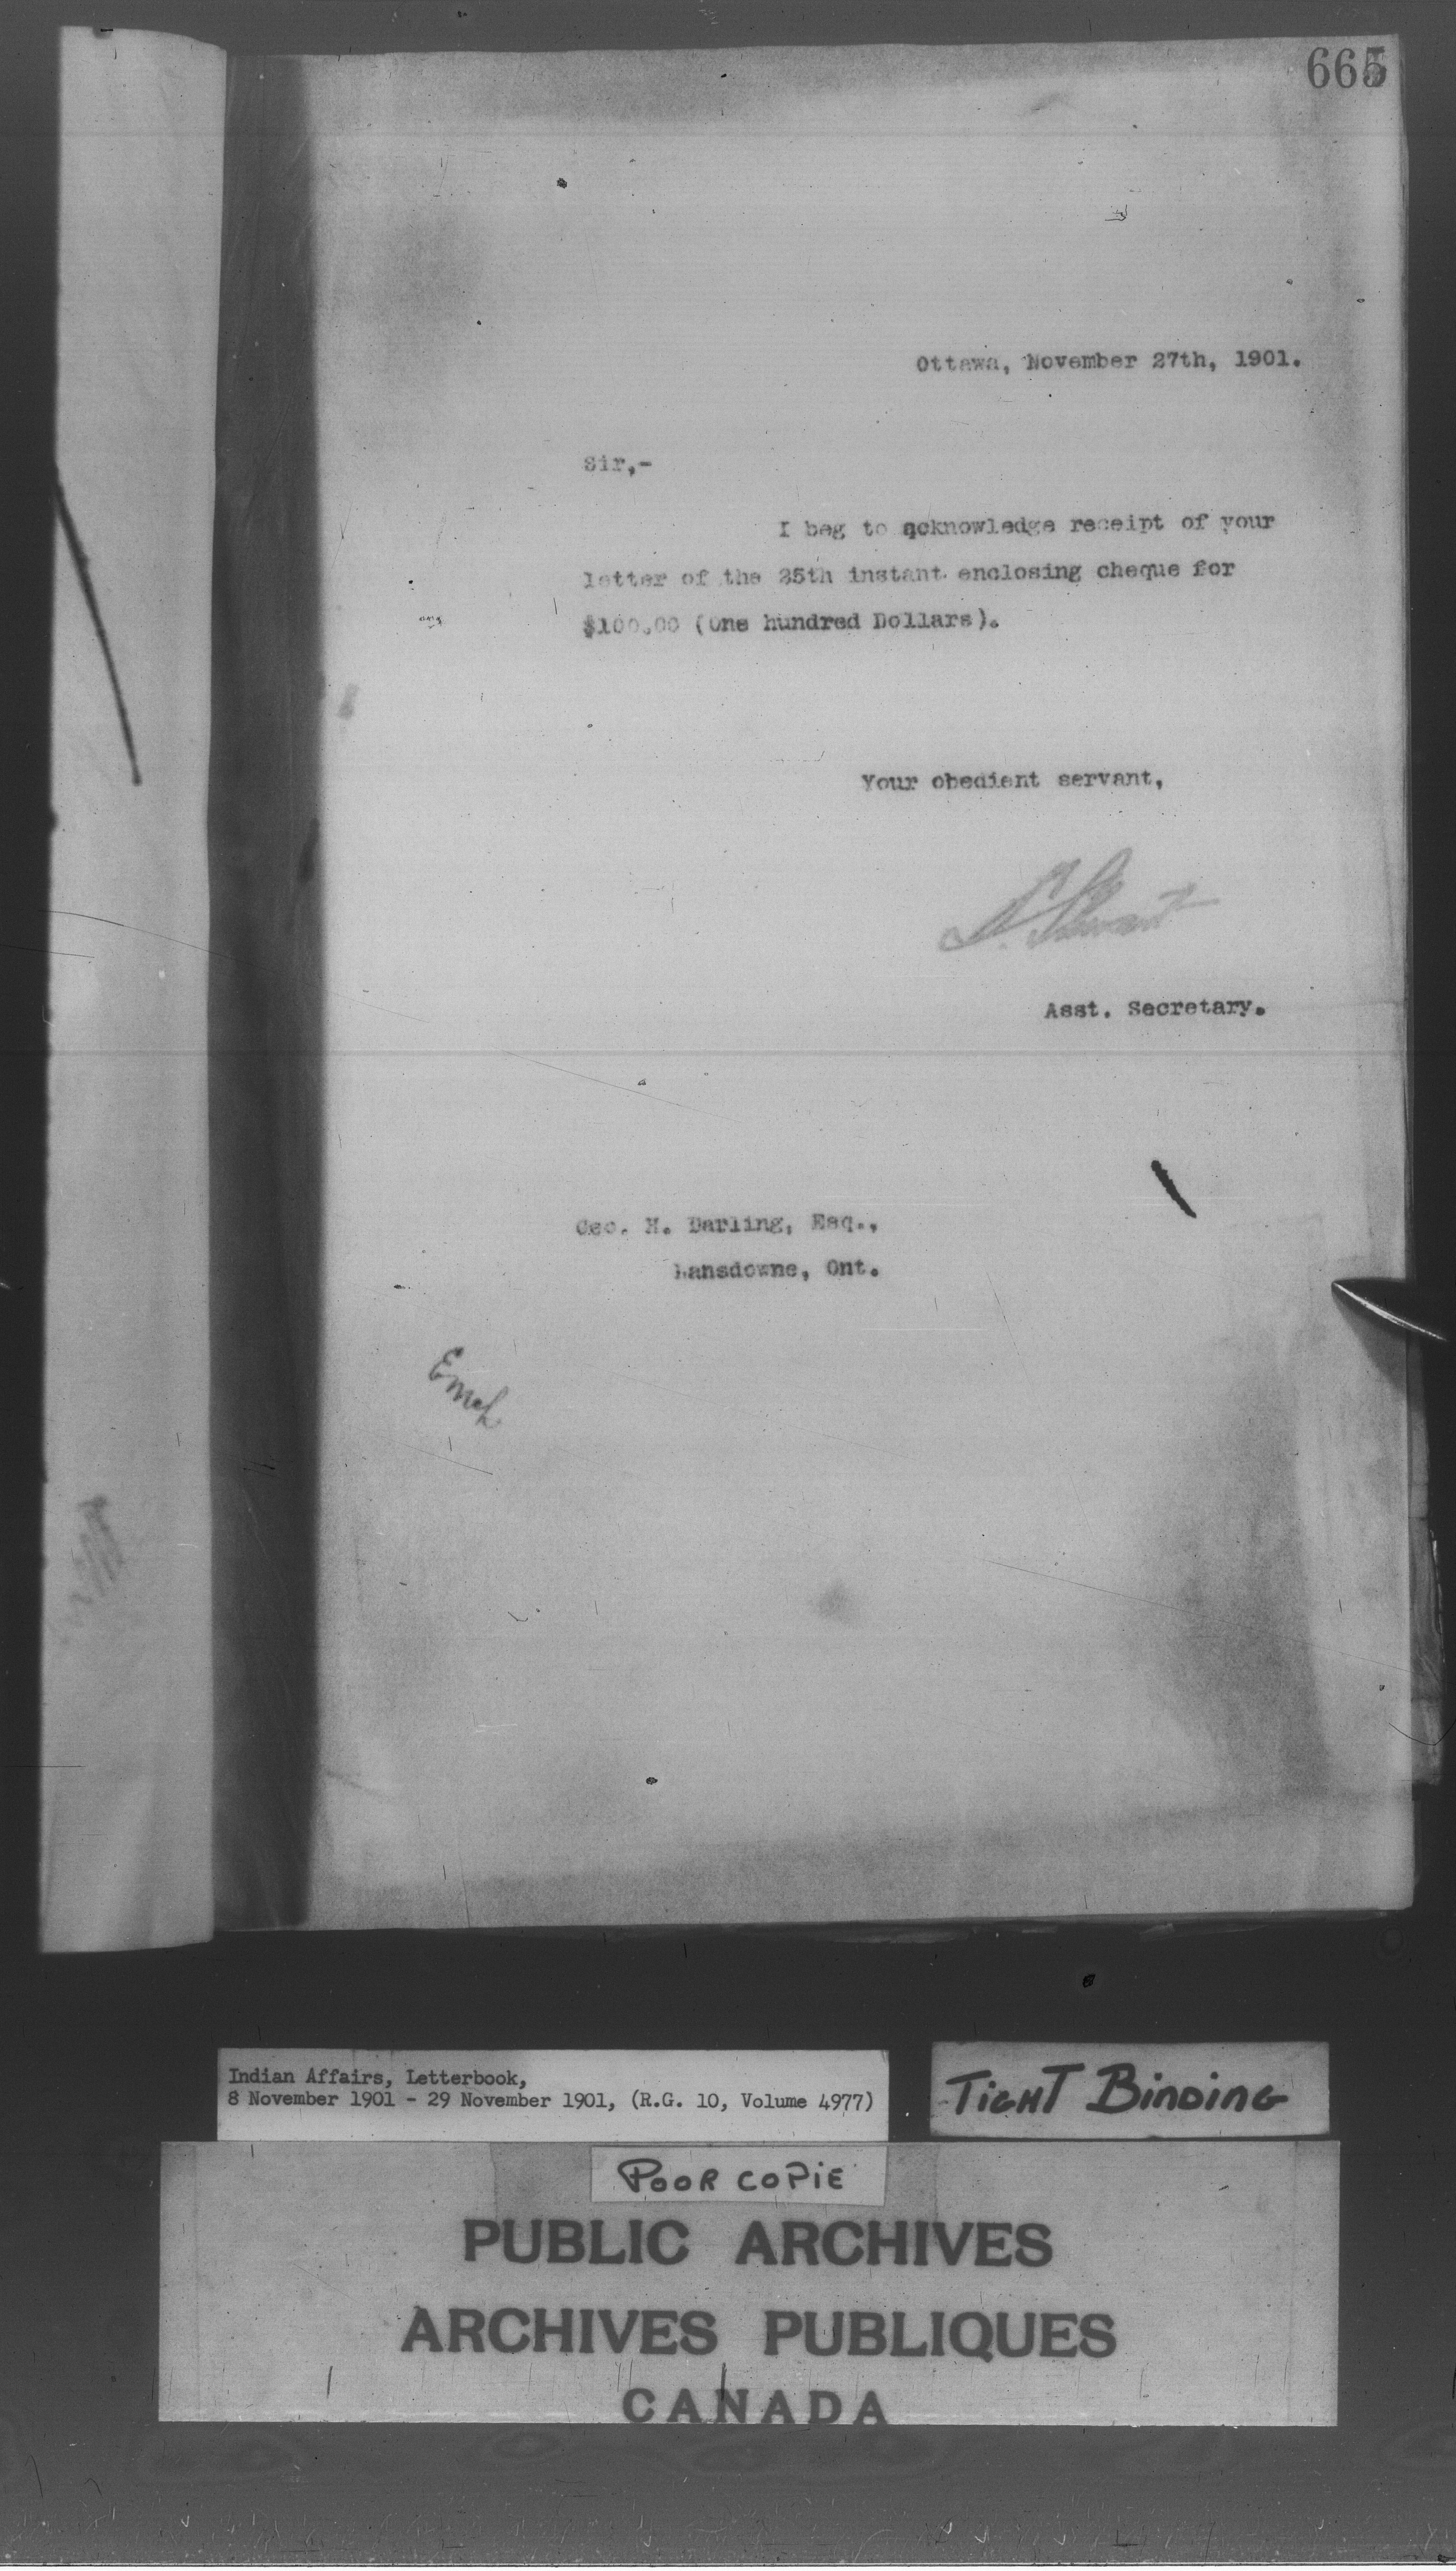 665
Ottawa, November 27th, 1901.
Sir,-
I beg to acknowledge receipt of your
letter of the 25th instant enclosing cheque for
$100.00 (One hundred Dollars).
Your obedient servant,
S. Stewart
Asst. Secretary.
Geo. H. Darling, Esq.,
Lansdowne, Ont.
Indian Affairs, Letterbook,
8 November 1901 - 29 November 1901, (R.G. 10, Volume 4977)
TIGHT BINDING
POOR COPIE
PUBLIC ARCHIVES
ARCHIVES PUBLIQUES
CANADA